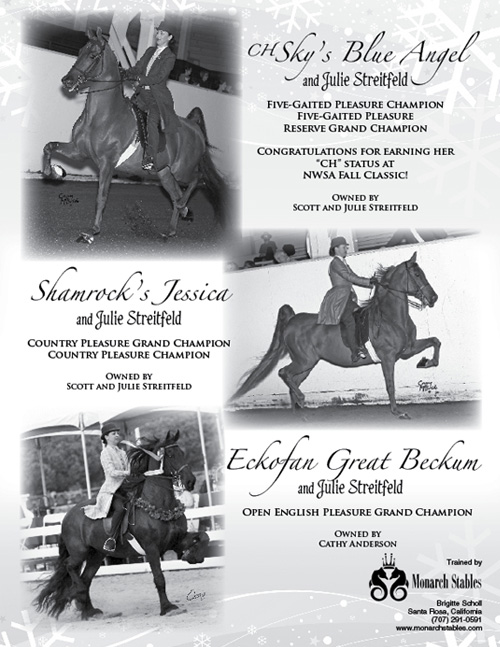 CH Sky's Blue Angel
and Julie Streitfeld
Five-Gaited Pleasure Champion
Five-Gaited Pleasure
Reserve Grand Champion
Congratulations for earning her
"CH" status at
NWSA Fall Classic!
Owned by
Scott and Julie Streitfeld
Shamrock's Jessica
and Julie Streitfeld
Country Pleasure Grand Champion
Country Pleasure Champion
Owned by
Scott and Julie Streitfeld
Eckofan Great Beckum
and Julie Streitfeld
Open English Pleasure Grand Champion
Owned by
Cathy Anderson
Trained by
Monarch Stables
Brigitte Scholl
Santa Rosa, California
(707) 291-0591
www.monarchstables.com